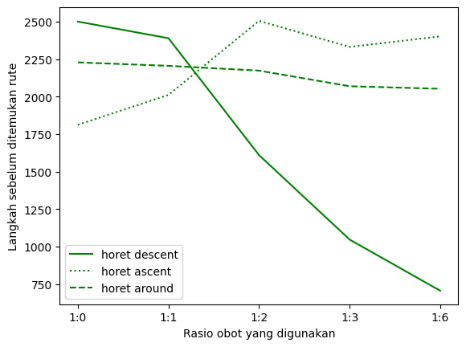 2500
2250
2000
1750
1500
1250
1000
750
Langkah sebelum ditemukan rute
horet descent
horet ascent
horet around
1:0 1:1 1:2 1:3 1:6
Rasio obot yang digunakan